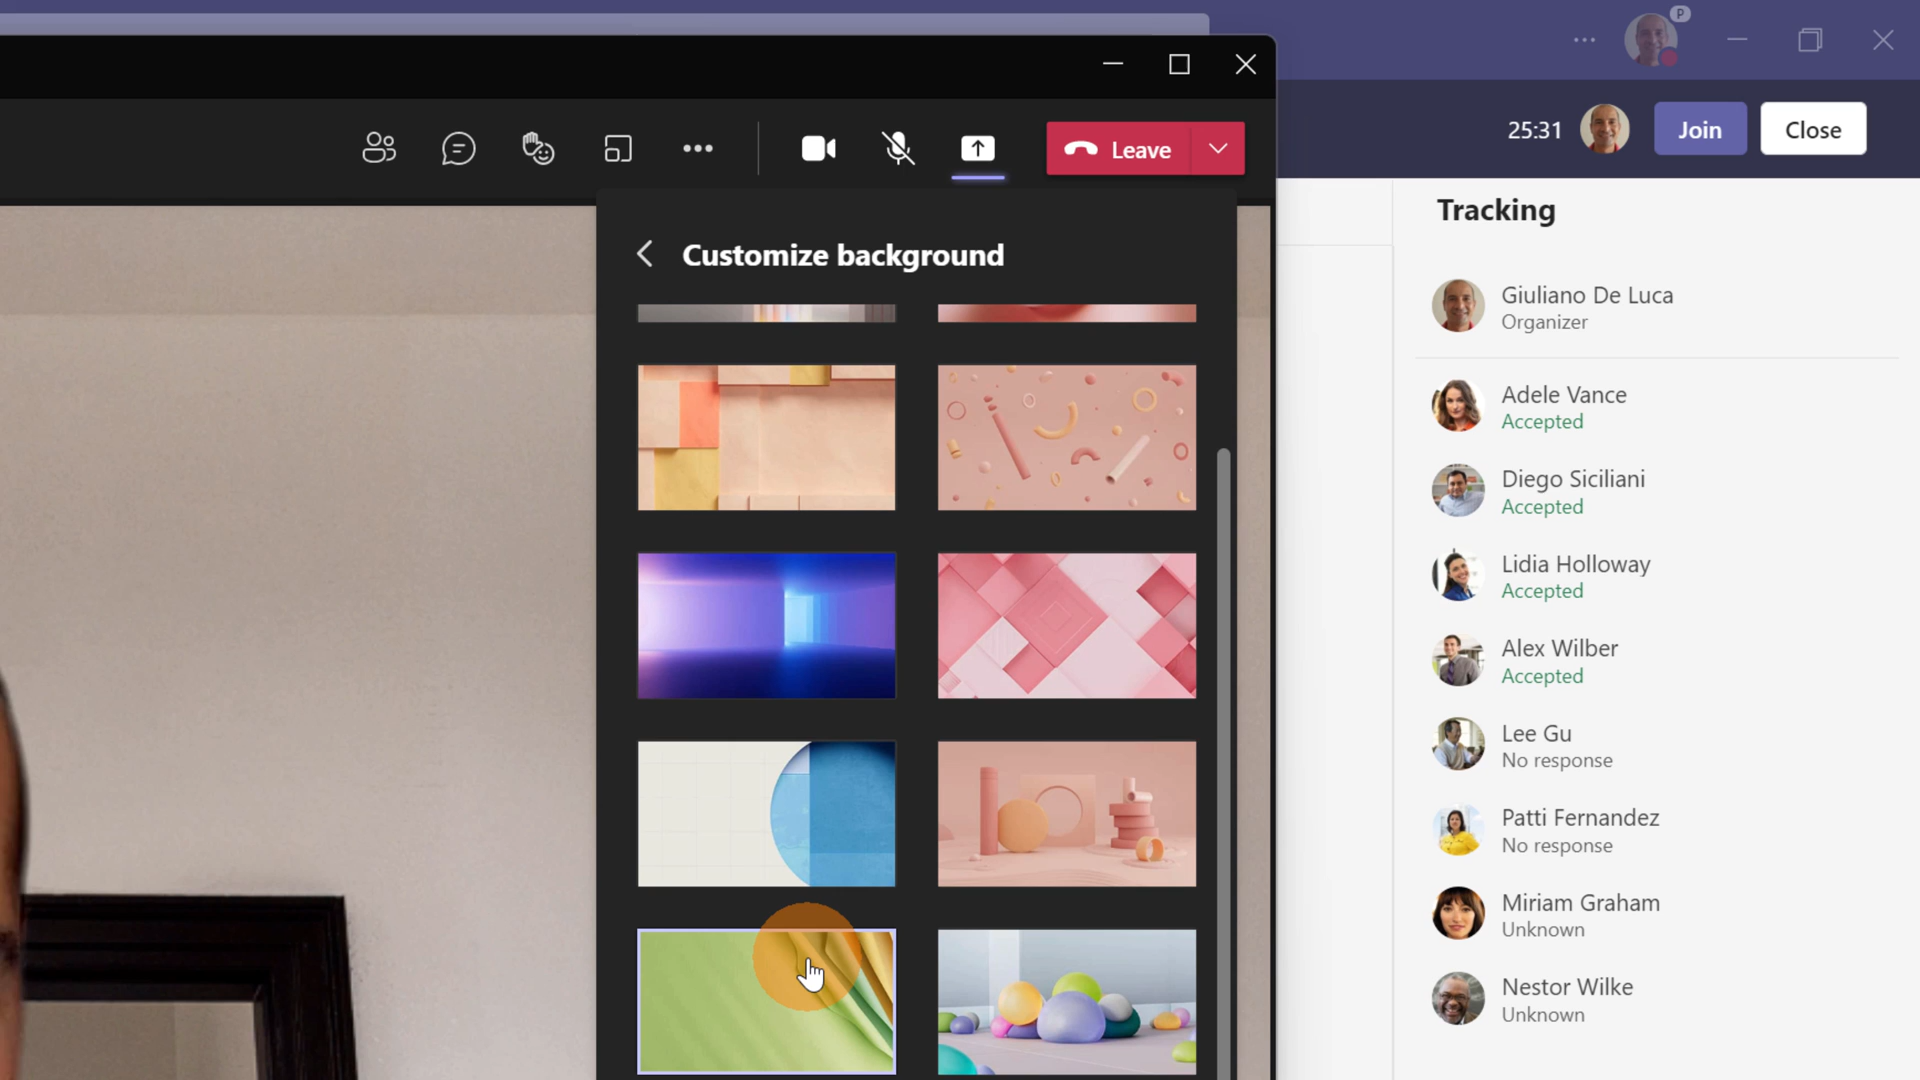 P
25:31
Join
Close
Leave
Tracking
Customize background
Giuliano De Luca
Organizer
Adele Vance
Accepted
Diego Siciliani
Accepted
Lidia Holloway
Accepted
Alex Wilber
Accepted
Lee Gu
No response
Patti Fernandez
No response
Miriam Graham
Unknown
Nestor Wilke
Unknown